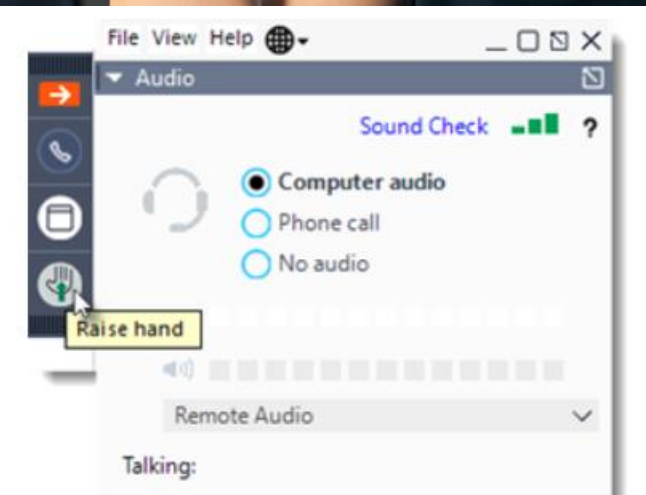 File View Help
Audio
Sound Check ?
Computer audio
Phone call
No audio
Raise hand
Remote Audio
Talking: